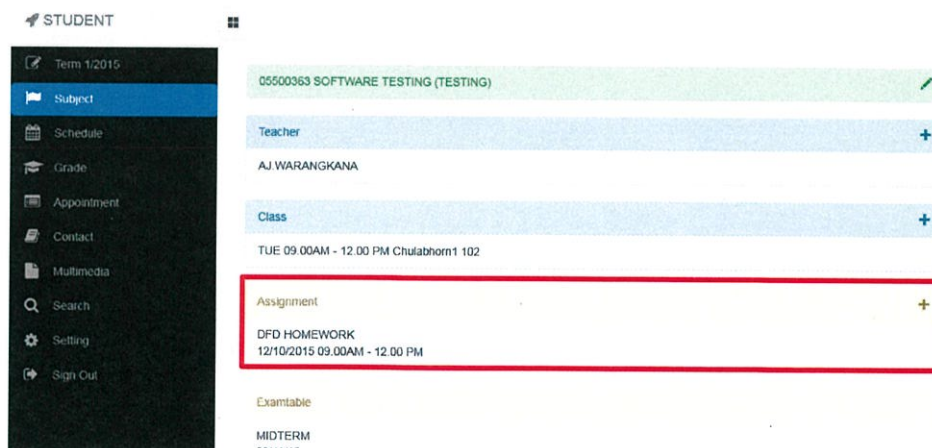 STUDENT
Term 1/2015
Subject
Schedule
Grade
Appointment
Contact
Multimedia
Search
Setting
Sign Out
05500363 SOFTWARE TESTING (TESTING)
Teacher
AJ.WARANGKANA
Class
TUE 09.00AM - 12.00 PM Chulabhorn1 102
Assignment
DFD HOMEWORK
12/10/2015 09.00AM - 12.00 PM
Examtable
MIDTERM